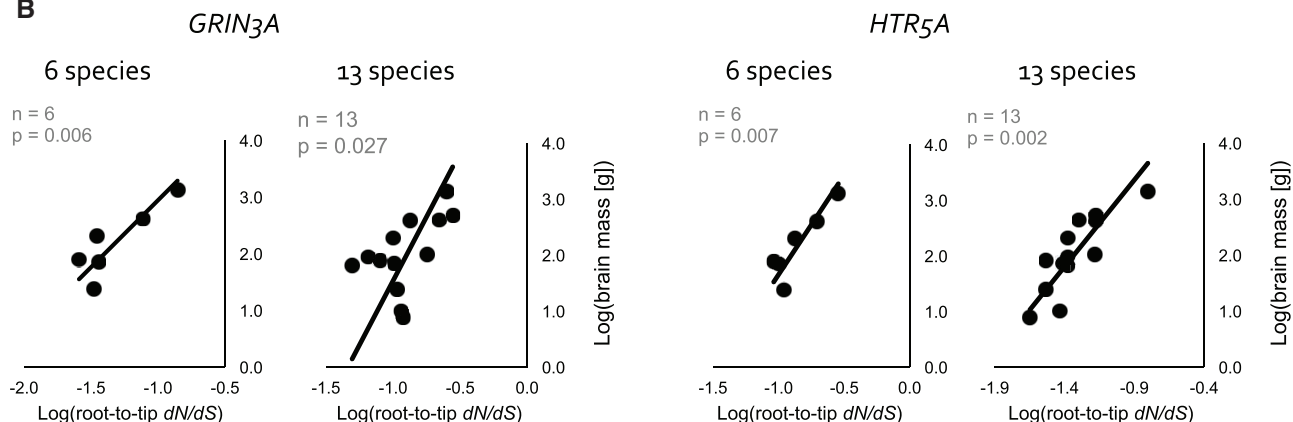 B
GRIN3A
HTR5A
6 species
13 species
6 species
13 species
n = 6
p = 0.006
n = 13
p = 0.027
n = 6
p = 0.007
n = 13
p = 0.002
4.0
3.0
2.0
1.0
0.0
-2.0 -1.5 -1.0 -0.5
Log(root-to-tip dN/dS)
4.0
3.0
2.0
1.0
0.0
Log(brain mass [g])
-1.5 -1.0 -0.5 0.0
Log(root-to-tip dN/dS)
4.0
3.0
2.0
1.0
0.0
-1.5 -1.0 -0.5 0.0
Log(root-to-tip dN/dS)
4.0
3.0
2.0
1.0
0.0
Log(brain mass [g])
-1.9 -1.4 -0.9 -0.4
Log(root-to-tip dN/dS)